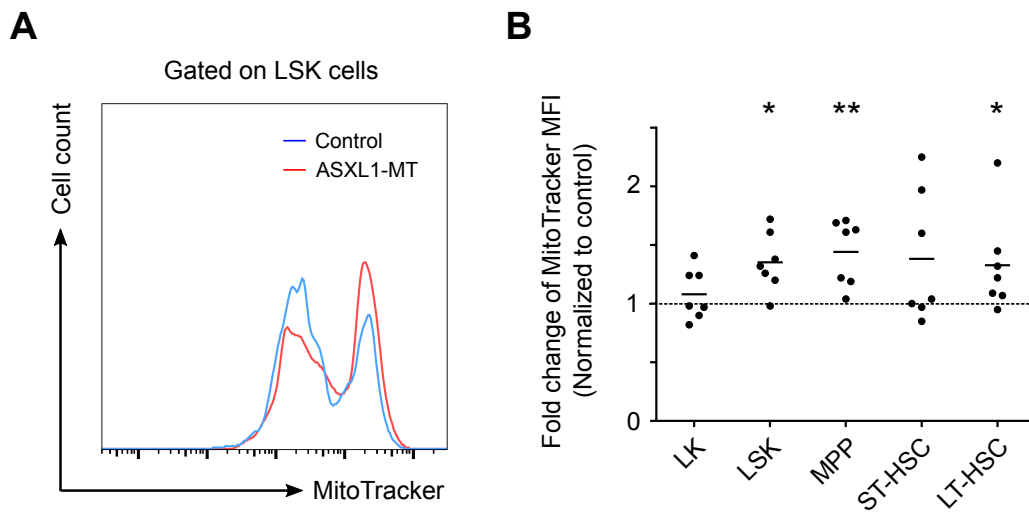 A
Gated on LSK cells
Cell count
Control
ASXL1-MT
MitoTracker
B
Fold change of MitoTracker MFI
(Normalized to control)
* ** *
2
1
0
LK
LSK
MPP
ST-HSC
LT-HSC